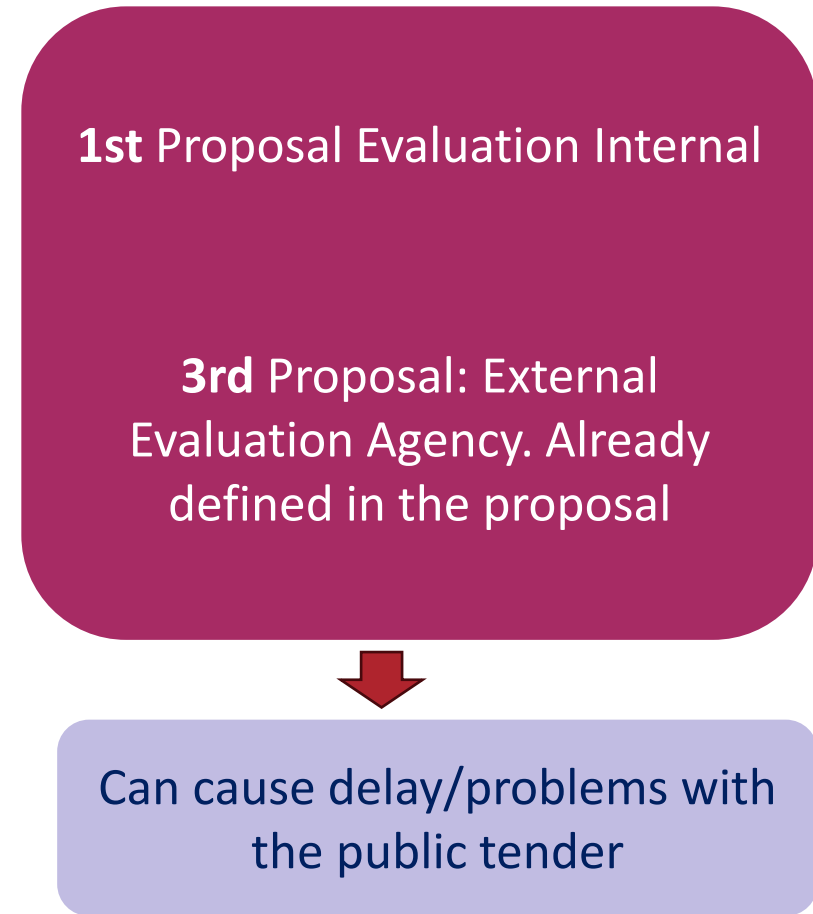 1st Proposal Evaluation Internal
3rd Proposal: External
Evaluation Agency. Already
defined in the proposal
Can cause delay/problems with
the public tender